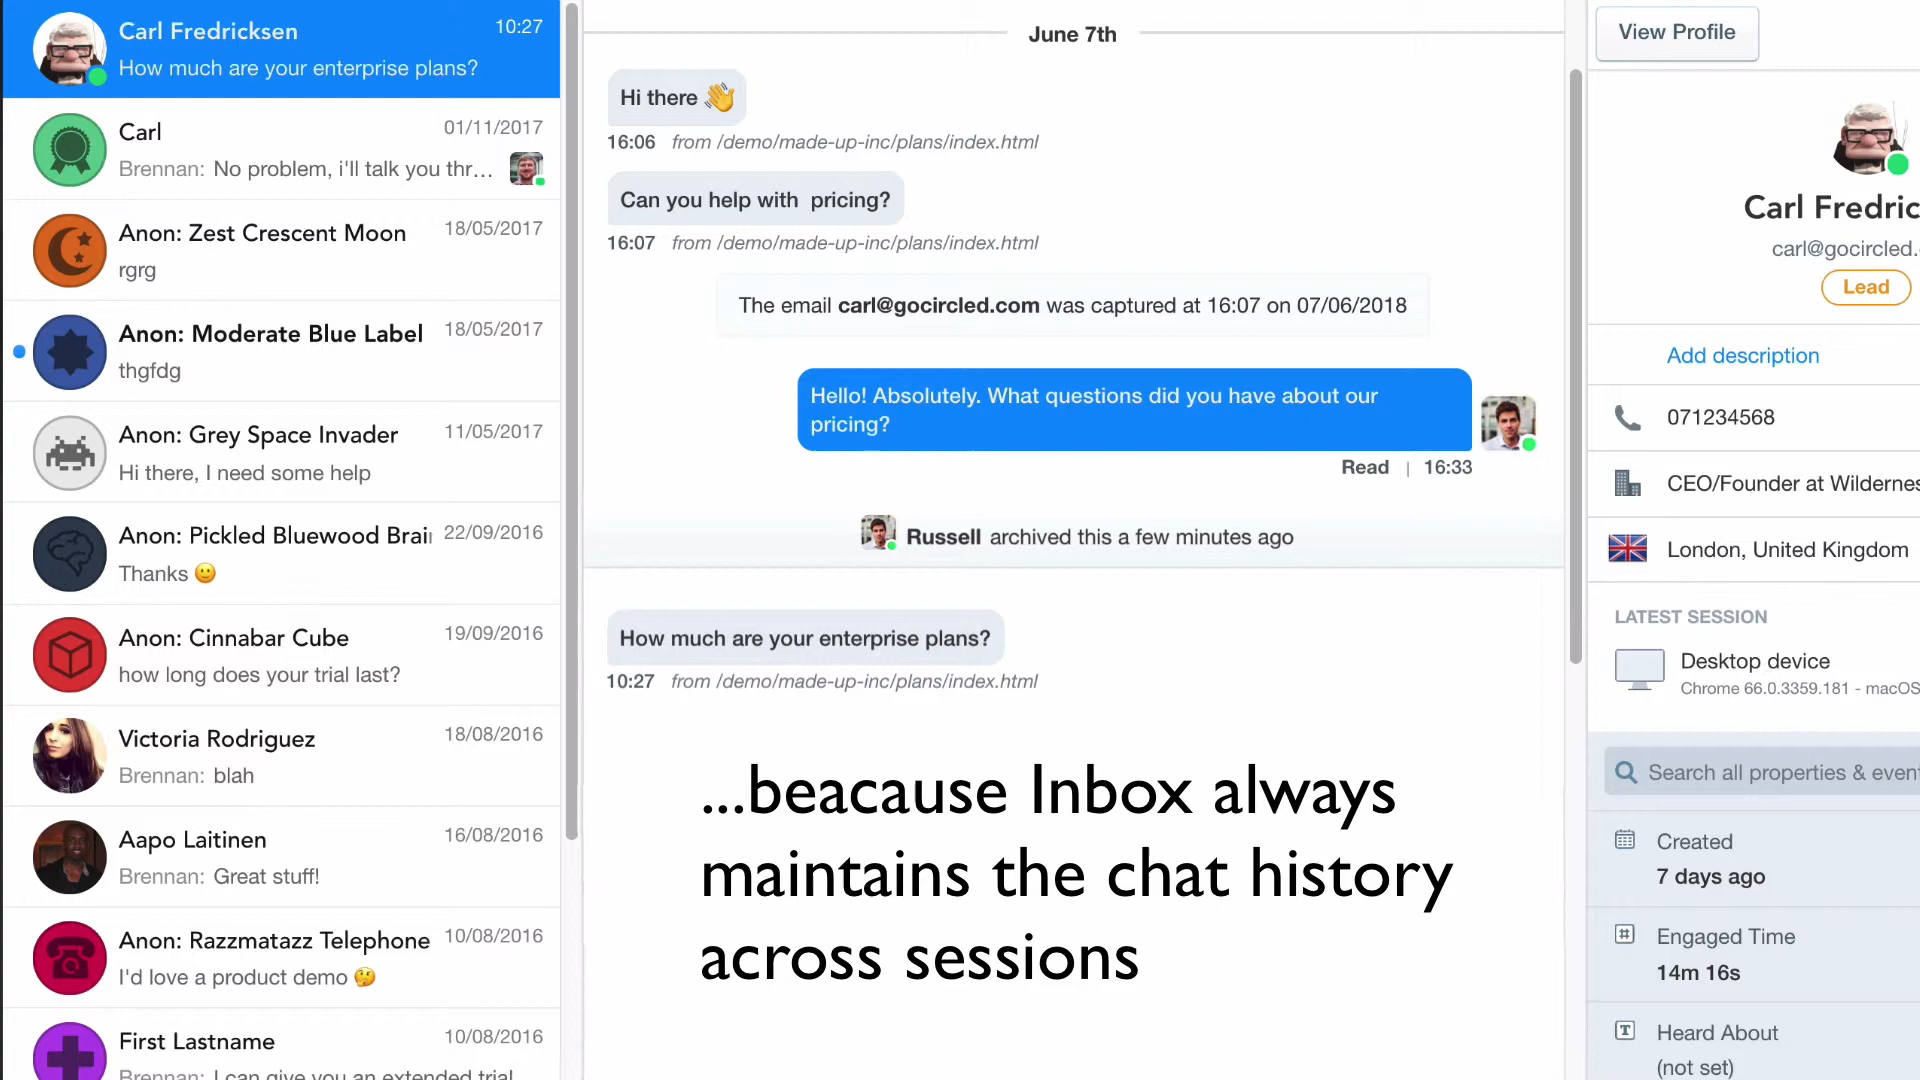 Carl Fredricksen 10:27
How much are your enterprise plans?
Carl 01/11/2017
Brennan: No problem, i'll talk you thr...
Anon: Zest Crescent Moon 18/05/2017
rgrg
Anon: Moderate Blue Label 18/05/2017
thgfdg
Anon: Grey Space Invader 11/05/2017
Hi there, I need some help
Anon: Pickled Bluewood Brai 22/09/2016
Thanks 🙂
Anon: Cinnabar Cube 19/09/2016
how long does your trial last?
Victoria Rodriguez 18/08/2016
Brennan: blah
Aapo Laitinen 16/08/2016
Brennan: Great stuff!
Anon: Razzmatazz Telephone 10/08/2016
I'd love a product demo 🤔
First Lastname 10/08/2016
Brennan: I can give you an extended trial
June 7th
Hi there 👋
16:06 from /demo/made-up-inc/plans/index.html
Can you help with pricing?
16:07 from /demo/made-up-inc/plans/index.html
The email carl@gocircled.com was captured at 16:07 on 07/06/2018
Hello! Absolutely. What questions did you have about our
pricing?
Read | 16:33
Russell archived this a few minutes ago
How much are your enterprise plans?
10:27 from /demo/made-up-inc/plans/index.html
...beacause Inbox always
maintains the chat history
across sessions
View Profile
Carl Fredric
carl@gocircled.
Lead
Add description
071234568
CEO/Founder at Wildernes
London, United Kingdom
LATEST SESSION
Desktop device
Chrome 66.0.3359.181 - macOS
Search all properties & event
Created
7 days ago
Engaged Time
14m 16s
Heard About
(not set)